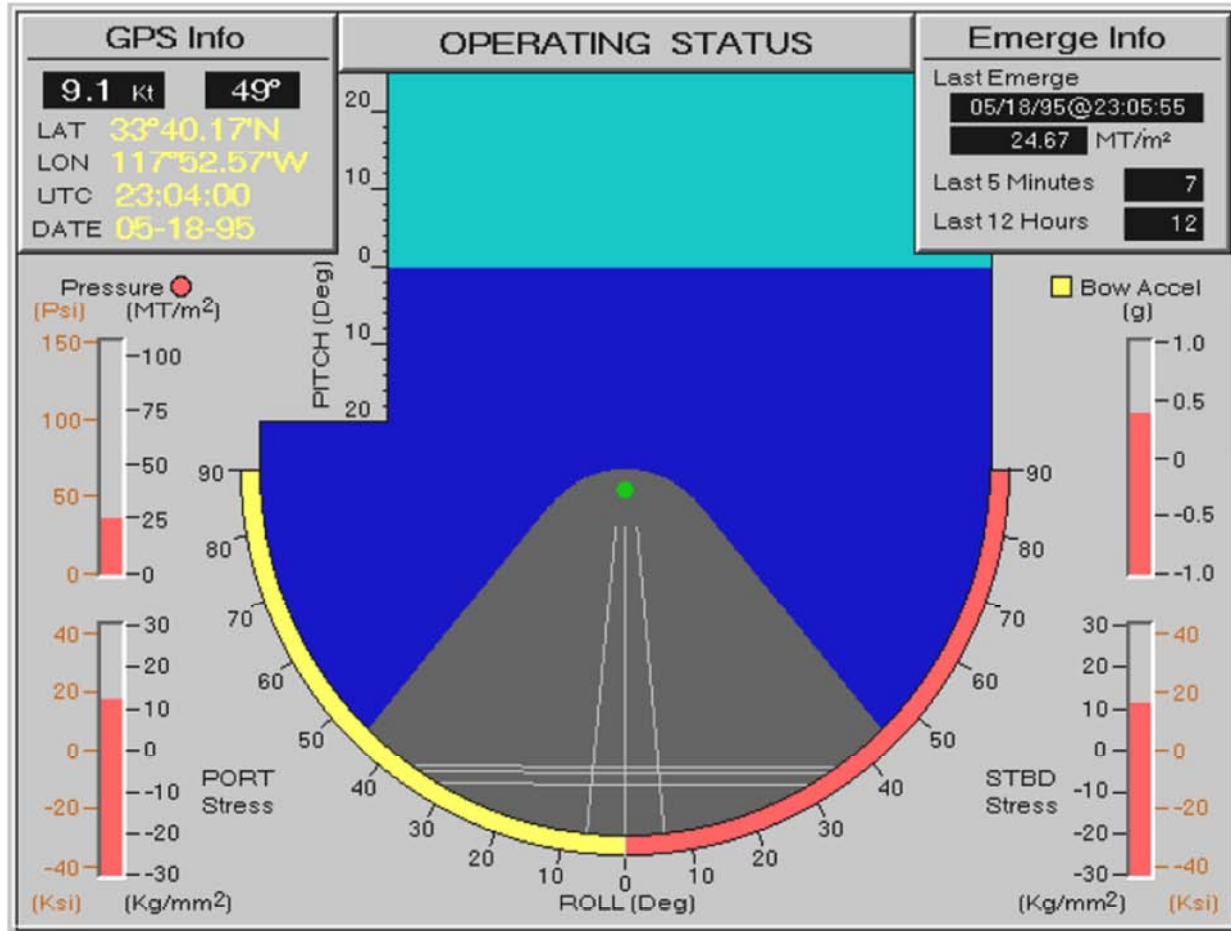 GPS Info
9.1 Kt 49°
LAT 33°40.17'N
LON 117°52.57'W
UTC 23:04:00
DATE 05-18-95
OPERATING STATUS
Emerge Info
Last Emerge
05/18/95@23:05:55
24.67 MT/m²
Last 5 Minutes 7
Last 12 Hours 12
PITCH (Deg)
20
10
0
10
20
Pressure
(Psi) (MT/m²)
150
100
50
0
100
75
50
25
0
Bow Accel
(g)
1.0
0.5
0
-0.5
-1.0
90
80
70
60
50
40
30
20
10
0
10
20
30
40
50
60
70
80
90
ROLL (Deg)
PORT
Stress
40
20
0
-20
-40
30
20
10
0
-10
-20
-30
(Ksi) (Kg/mm²)
STBD
Stress
30
20
10
0
-10
-20
-30
40
20
0
-20
-40
(Kg/mm²) (Ksi)